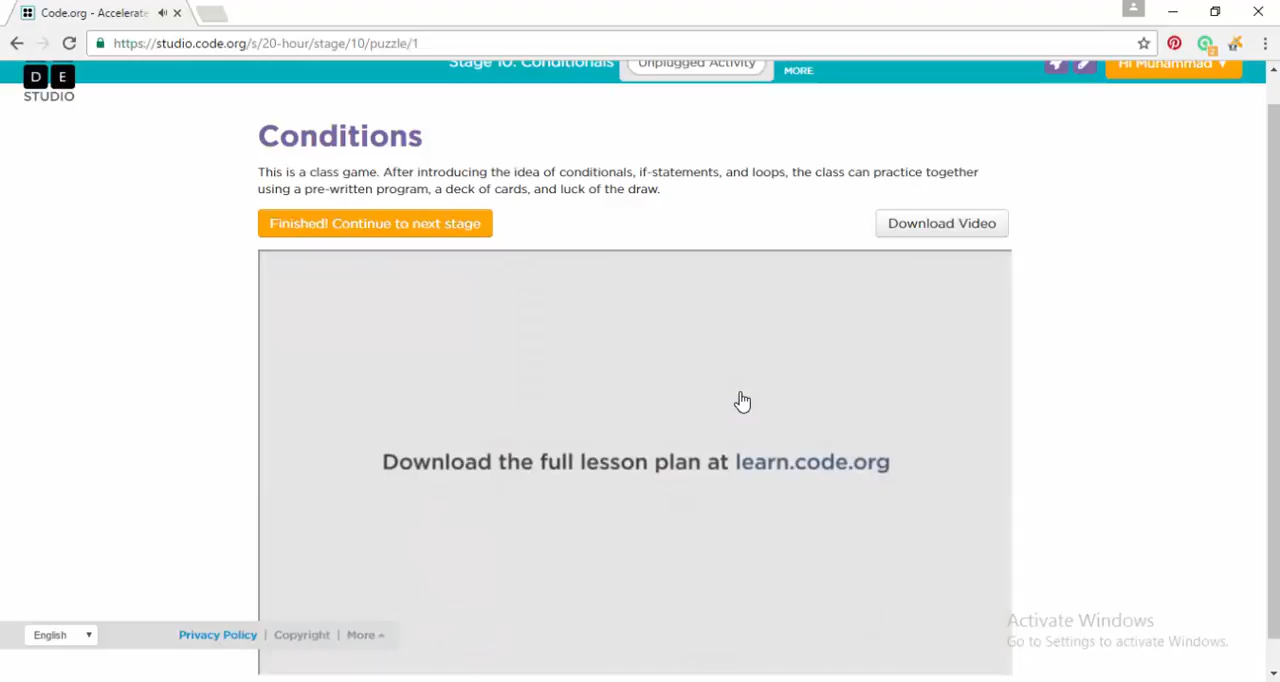 Code.org - Accelerate
https://studio.code.org/s/20-hour/stage/10/puzzle/1
D E
STUDIO
Stage 10: Conditionals
Unplugged Activity
MORE
Hi Muhammad ▼
Conditions
This is a class game. After introducing the idea of conditionals, if-statements, and loops, the class can practice together
using a pre-written program, a deck of cards, and luck of the draw.
Finished! Continue to next stage
Download Video
Download the full lesson plan at learn.code.org
English ▼
Privacy Policy | Copyright | More
Activate Windows
Go to Settings to activate Windows.